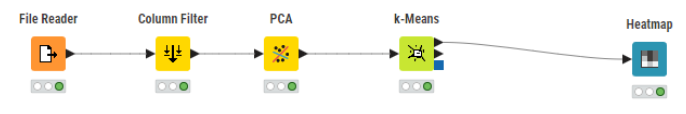 File Reader
Column Filter
PCA
k-Means
Heatmap